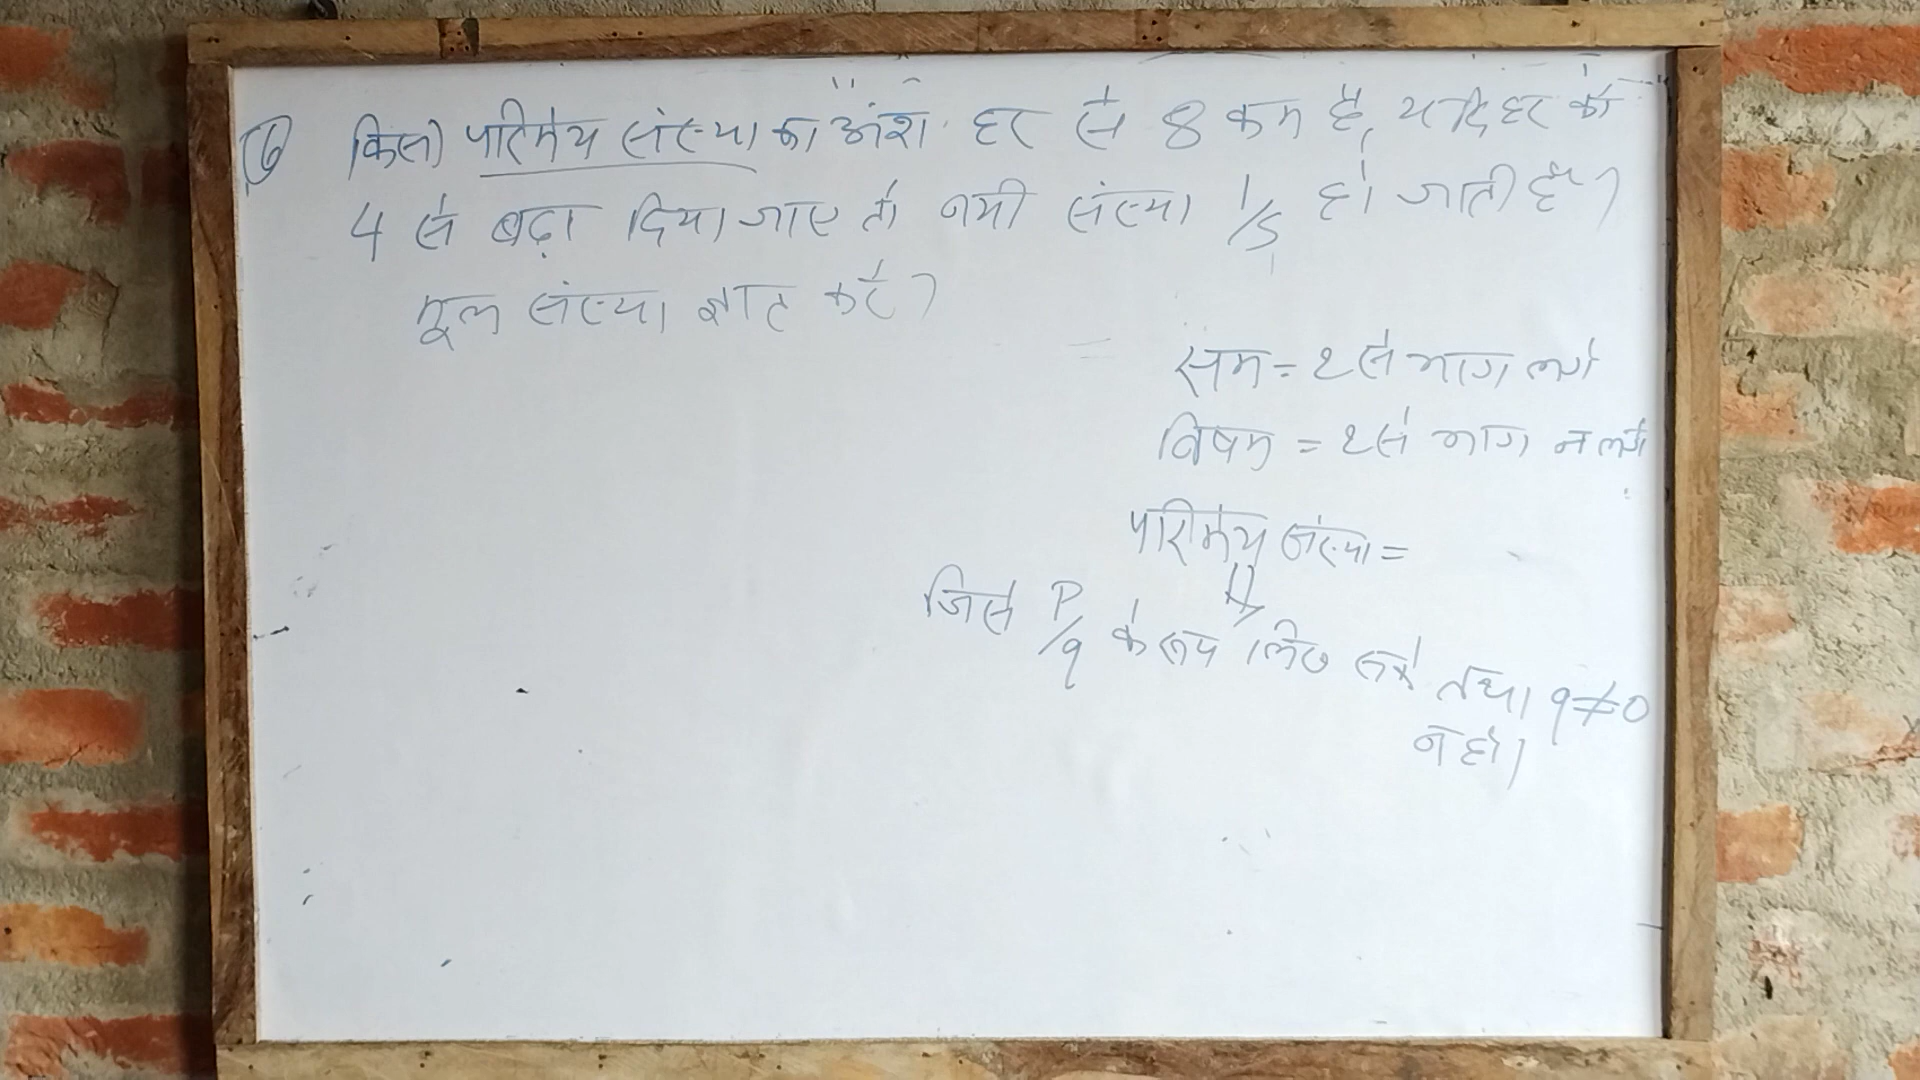 ⑥ किसी परिमेय संख्या का अंश हर से 8 कम है, यदि हर को
4 से बढ़ा दिया जाए तो नयी संख्या 1/5 हो जाती है।
मूल संख्या ज्ञात करें।
सम = 2 से भाग लगे
विषम = 2 से भाग न लगे
परिमेय संख्या =
जिसे P/q के रूप लिख सके तथा q≠0
न हो।